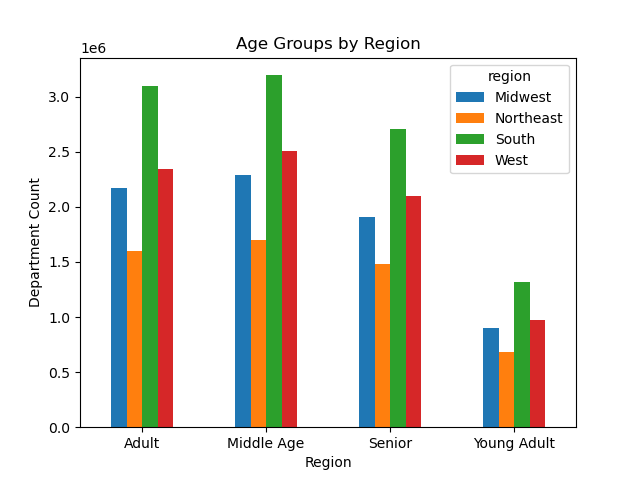 Age Groups by Region
1e6
3.0
2.5
2.0
1.5
1.0
0.5
0.0
Department Count
region
Midwest
Northeast
South
West
Adult Middle Age Senior Young Adult
Region